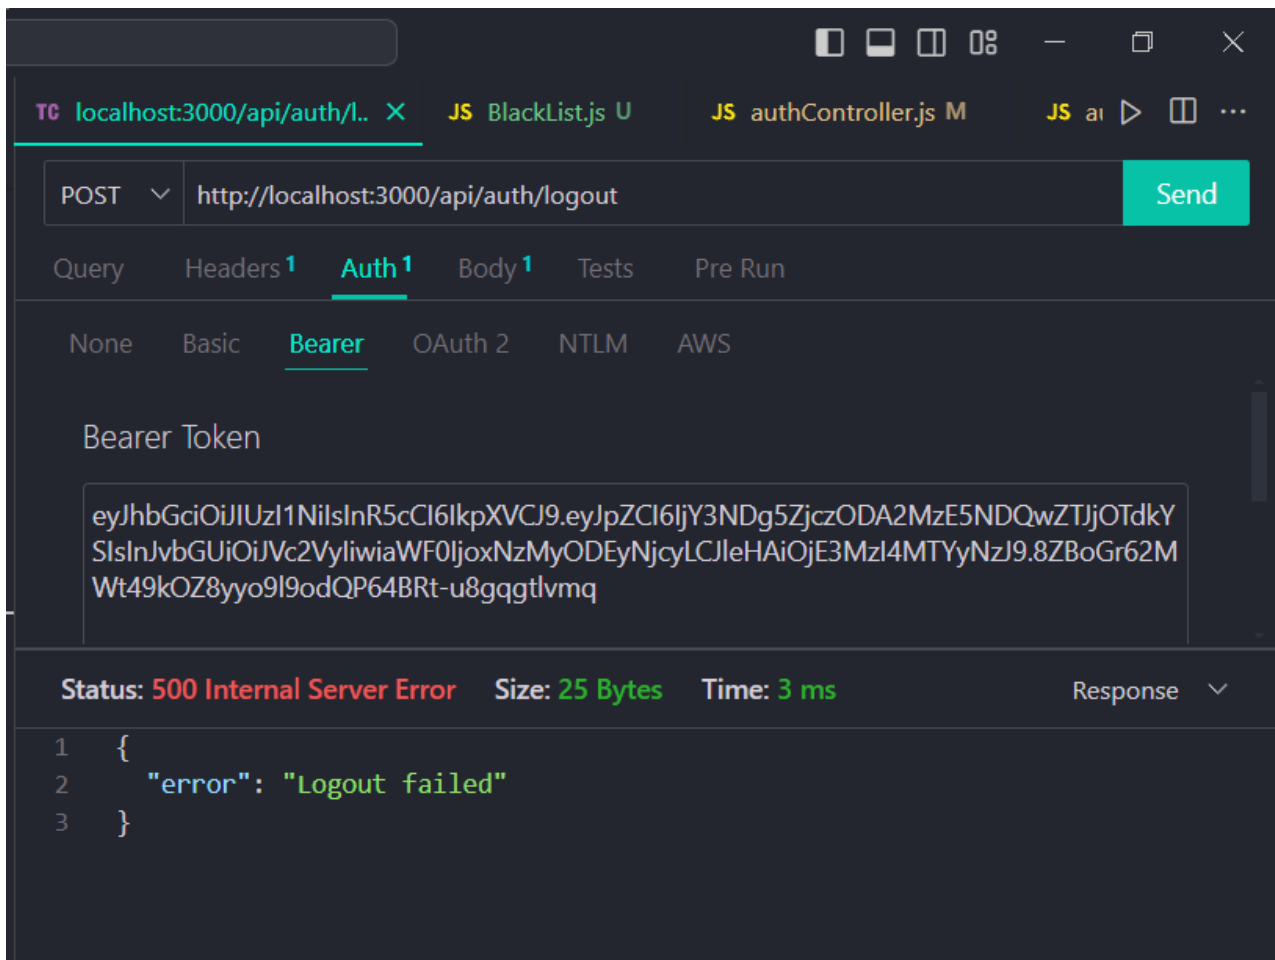 TC localhost:3000/api/auth/l.. JS BlackList.js U JS authController.js M JS au
POST http://localhost:3000/api/auth/logout Send
Query Headers 1 Auth 1 Body 1 Tests Pre Run
None Basic Bearer OAuth 2 NTLM AWS
Bearer Token
eyJhbGciOiJIUzI1NiIsInR5cCI6IkpXVCJ9.eyJpZCI6IjY3NDg5ZjczODA2MzE5NDQwZTJjOTdkY
SIsInJvbGUiOiJVc2VyIiwiaWF0IjoxNzMyODEyNjcyLCJleHAiOjE3MzI4MTYyNzJ9.8ZBoGr62M
Wt49kOZ8yyo9l9odQP64BRt-u8gqgtlvmq
Status: 500 Internal Server Error Size: 25 Bytes Time: 3 ms Response
1 {
2 "error": "Logout failed"
3 }